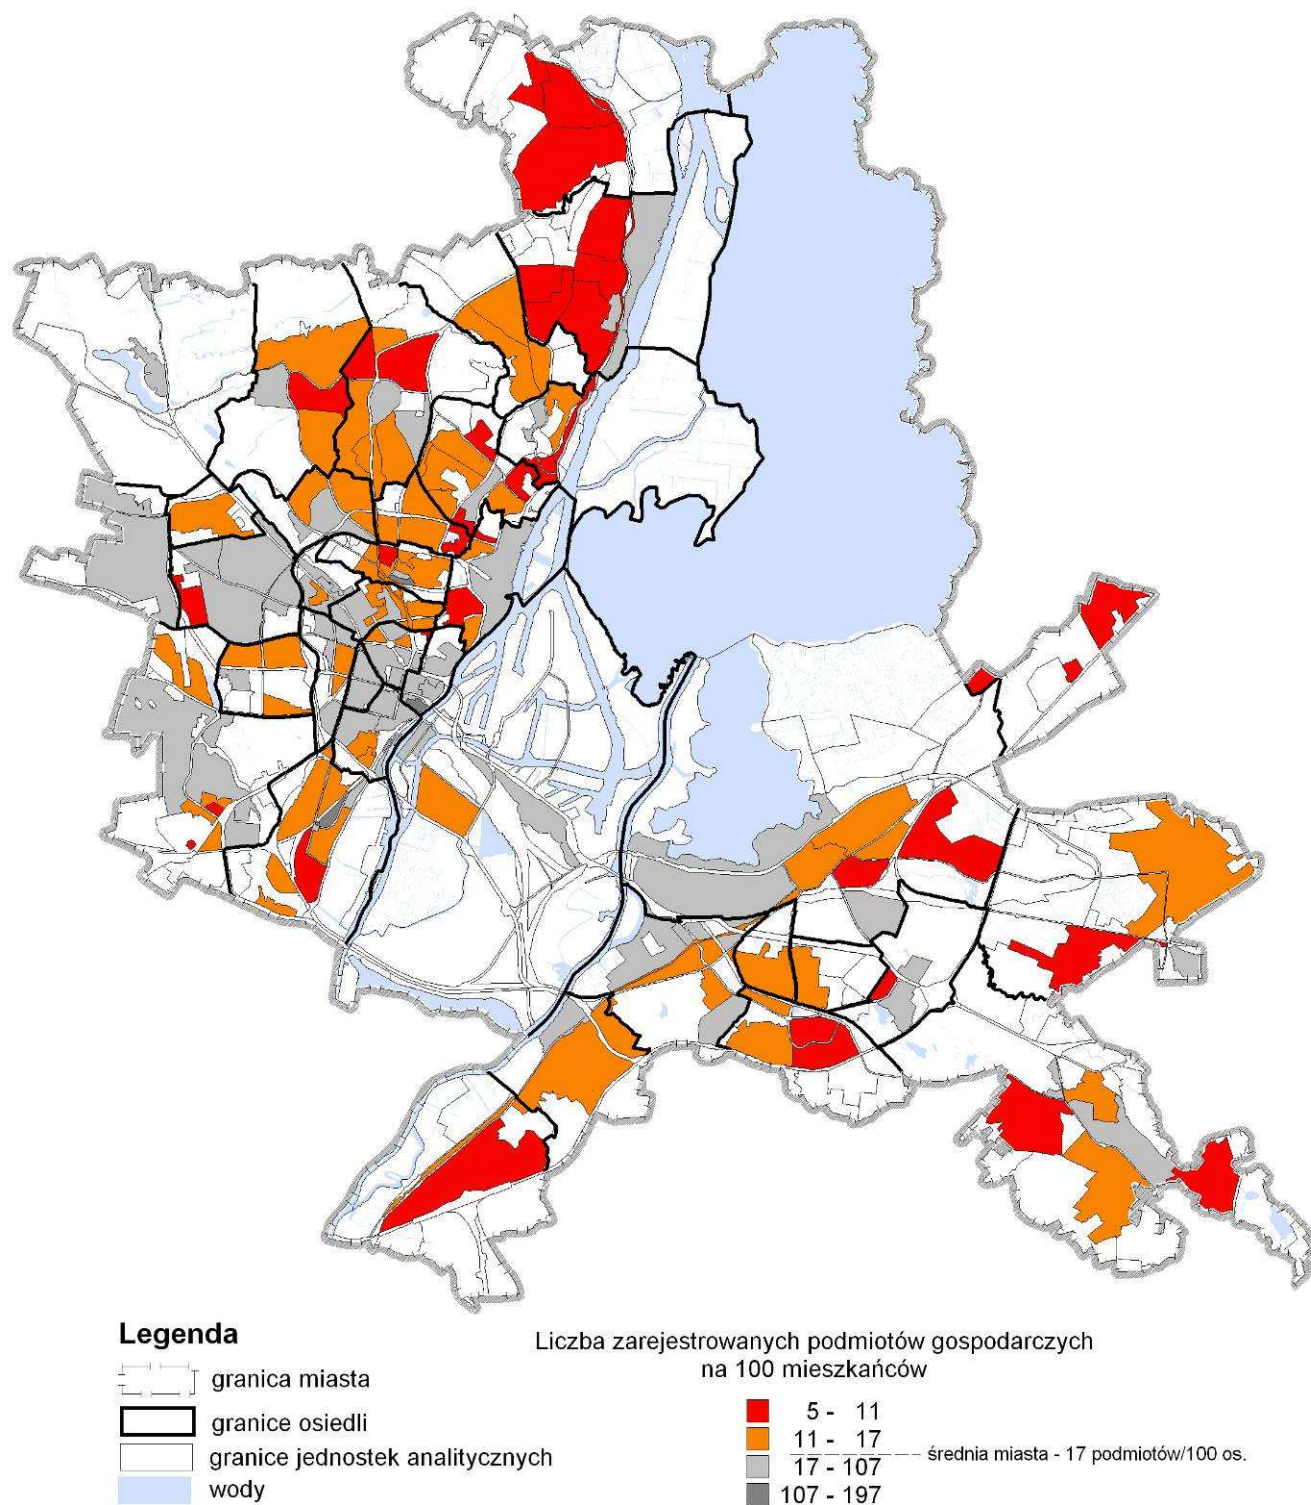 Legenda
granica miasta
granice osiedli
granice jednostek analitycznych
wody
Liczba zarejestrowanych podmiotów gospodarczych
na 100 mieszkańców
5 - 11
11 - 17
średnia miasta - 17 podmiotów/100 os.
17 - 107
107 - 197